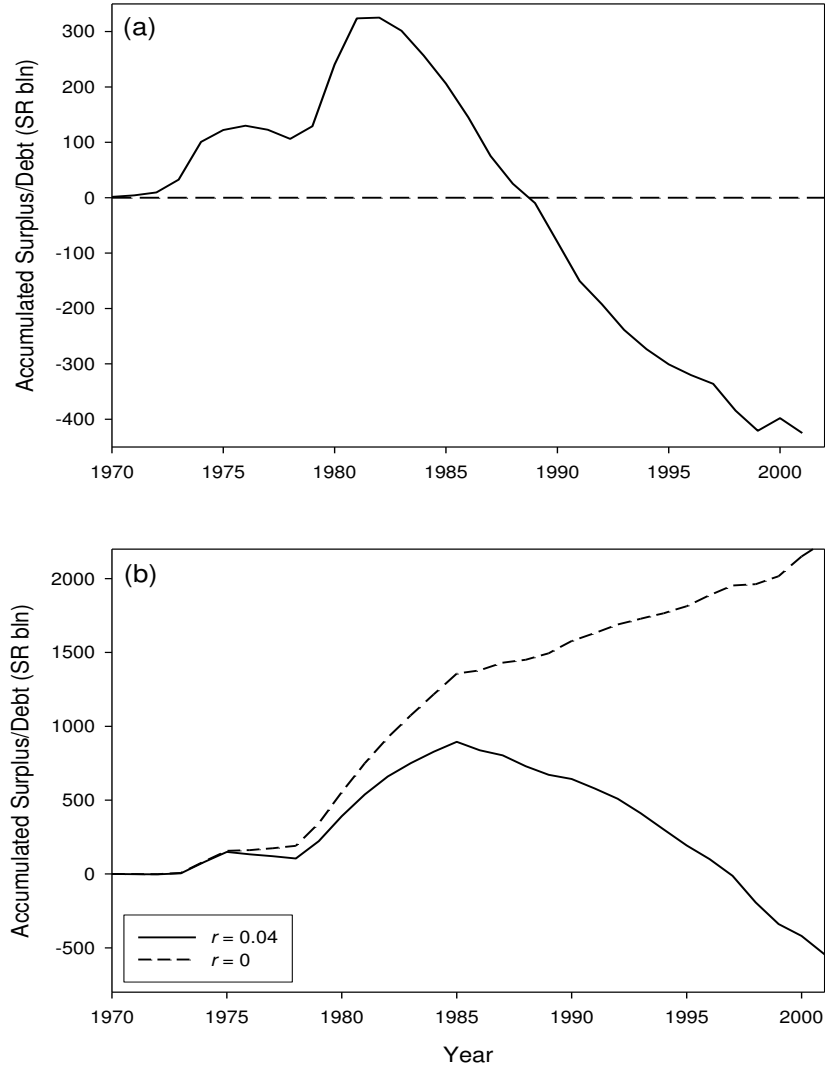 (a)
Accumulated Surplus/Debt (SR bln)
300
200
100
0
-100
-200
-300
-400
1970 1975 1980 1985 1990 1995 2000
(b)
Accumulated Surplus/Debt (SR bln)
2000
1500
1000
500
0
-500
r = 0.04
r = 0
1970 1975 1980 1985 1990 1995 2000
Year